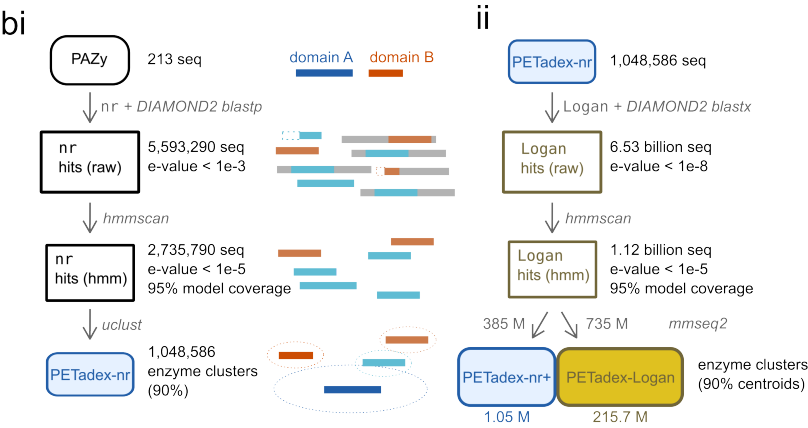 bi
PAZy
213 seq
nr + DIAMOND2 blastp
nr
hits (raw)
5,593,290 seq
e-value < 1e-3
hmmscan
nr
hits (hmm)
2,735,790 seq
e-value < 1e-5
95% model coverage
uclust
PETadex-nr
1,048,586
enzyme clusters
(90%)
domain A
domain B
ii
PETadex-nr
1,048,586 seq
Logan + DIAMOND2 blastx
Logan
hits (raw)
6.53 billion seq
e-value < 1e-8
hmmscan
Logan
hits (hmm)
1.12 billion seq
e-value < 1e-5
95% model coverage
385 M
735 M
mmseq2
PETadex-nr+
PETadex-Logan
enzyme clusters
(90% centroids)
1.05 M
215.7 M